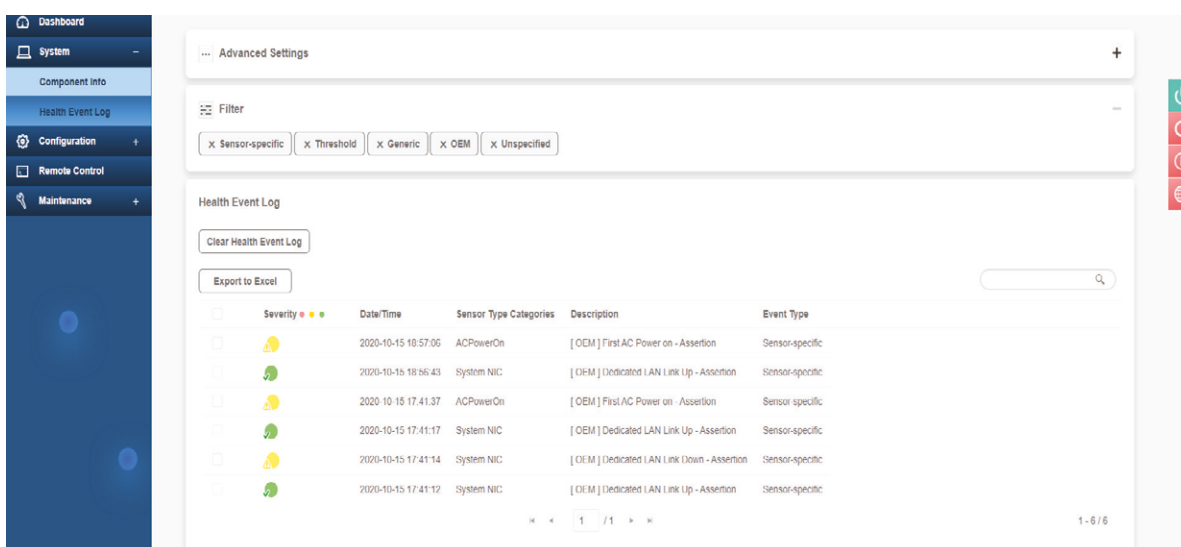 Dashboard
System −
Component Info
Health Event Log
Configuration +
Remote Control
Maintenance +
... Advanced Settings +
Filter −
x Sensor-specific x Threshold x Generic x OEM x Unspecified
Health Event Log
Clear Health Event Log
Export to Excel
Severity Date/Time Sensor Type Categories Description Event Type
2020-10-15 18:57:06 ACPowerOn [ OEM ] First AC Power on - Assertion Sensor-specific
2020-10-15 18:56:43 System NIC [ OEM ] Dedicated LAN Link Up - Assertion Sensor-specific
2020-10-15 17:41:37 ACPowerOn [ OEM ] First AC Power on - Assertion Sensor-specific
2020-10-15 17:41:17 System NIC [ OEM ] Dedicated LAN Link Up - Assertion Sensor-specific
2020-10-15 17:41:14 System NIC [ OEM ] Dedicated LAN Link Down - Assertion Sensor-specific
2020-10-15 17:41:12 System NIC [ OEM ] Dedicated LAN Link Up - Assertion Sensor-specific
1 / 1 1 - 6 / 6